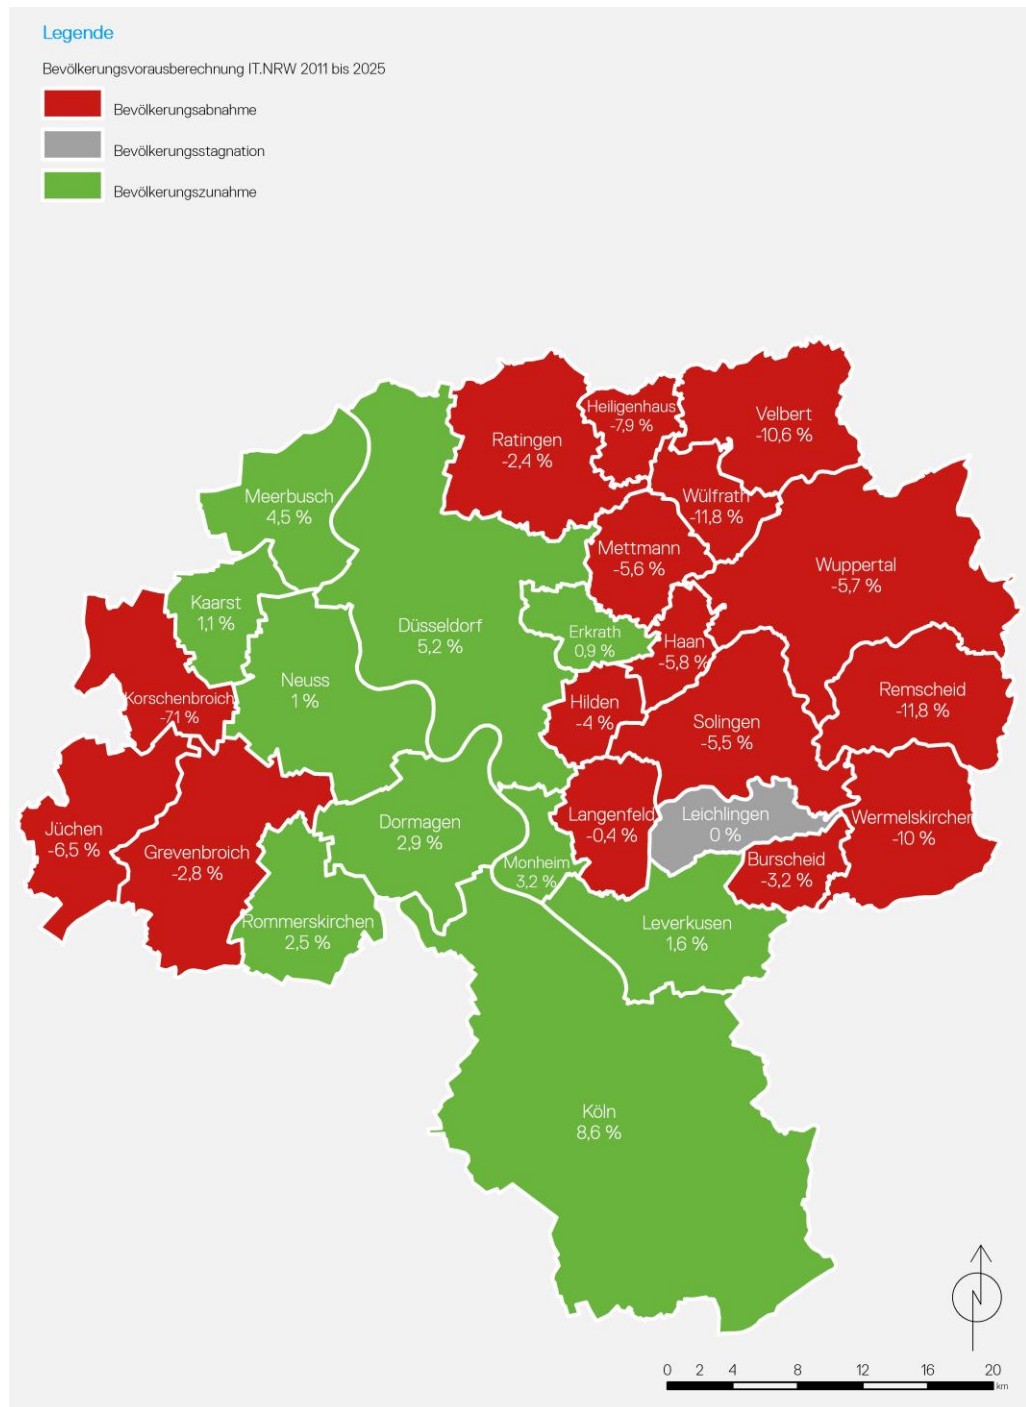 Legende
Bevölkerungsvorausberechnung IT.NRW 2011 bis 2025
Bevölkerungsabnahme
Bevölkerungsstagnation
Bevölkerungszunahme
Heiligenhaus
-7,9 %
Velbert
-10,6 %
Ratingen
-2,4 %
Meerbusch
4,5 %
Wülfrath
-11,8 %
Mettmann
-5,6 %
Wuppertal
-5,7 %
Kaarst
1,1 %
Düsseldorf
5,2 %
Erkrath
0,9 %
Haan
-5,8 %
Neuss
1 %
Korschenbroich
-7,1 %
Hilden
-4 %
Solingen
-5,5 %
Remscheid
-11,8 %
Jüchen
-6,5 %
Grevenbroich
-2,8 %
Dormagen
2,9 %
Langenfeld
-0,4 %
Leichlingen
0 %
Wermelskirchen
-10 %
Monheim
3,2 %
Burscheid
-3,2 %
Rommerskirchen
2,5 %
Leverkusen
1,6 %
Köln
8,6 %
N
0 2 4 8 12 16 20
km